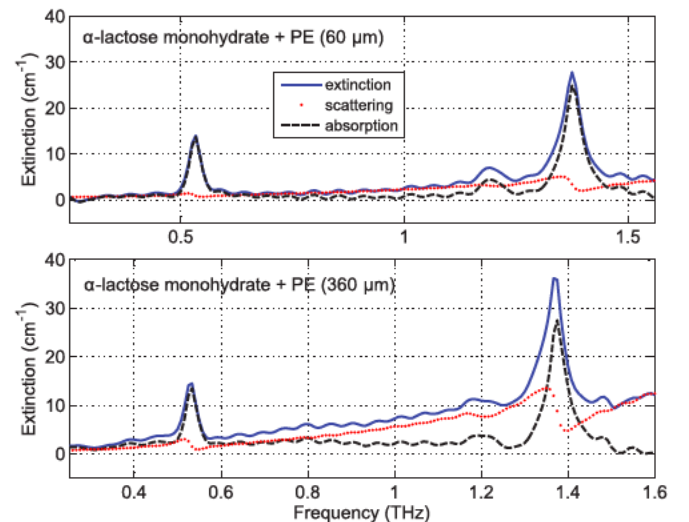 40
30
20
10
0
Extinction (cm⁻¹)
α-lactose monohydrate + PE (60 μm)
extinction
scattering
absorption
0.5
1
1.5
40
30
20
10
0
Extinction (cm⁻¹)
α-lactose monohydrate + PE (360 μm)
0.4
0.6
0.8
1
1.2
1.4
1.6
Frequency (THz)